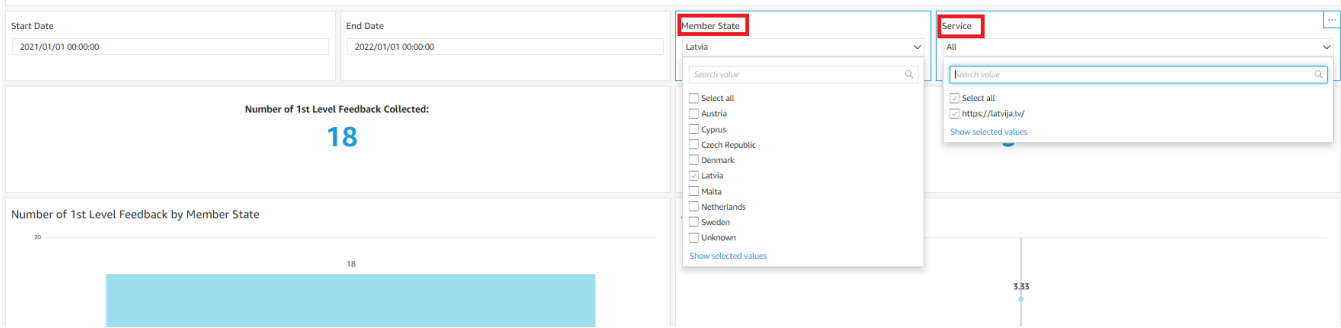 Start Date
2021/01/01 00:00:00
End Date
2022/01/01 00:00:00
Member State
Latvia
Search value
Select all
Austria
Cyprus
Czech Republic
Denmark
Latvia
Malta
Netherlands
Sweden
Unknown
Show selected values
Service
All
Search value
Select all
https://latvija.lv/
Show selected values
Number of 1st Level Feedback Collected:
18
Number of 1st Level Feedback by Member State
20
18
3.33